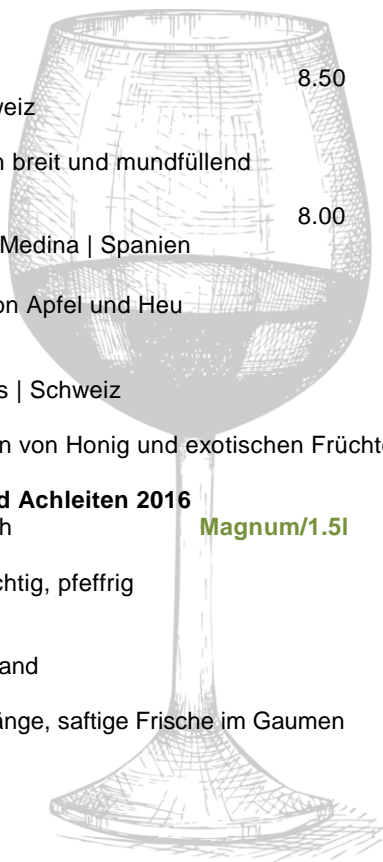 8.50
weiz
n breit und mundfüllend
8.00
Medina | Spanien
on Apfel und Heu
s | Schweiz
n von Honig und exotischen Früchte
d Achleiten 2016
h Magnum/1.5l
chtig, pfeffrig
and
änge, saftige Frische im Gaumen